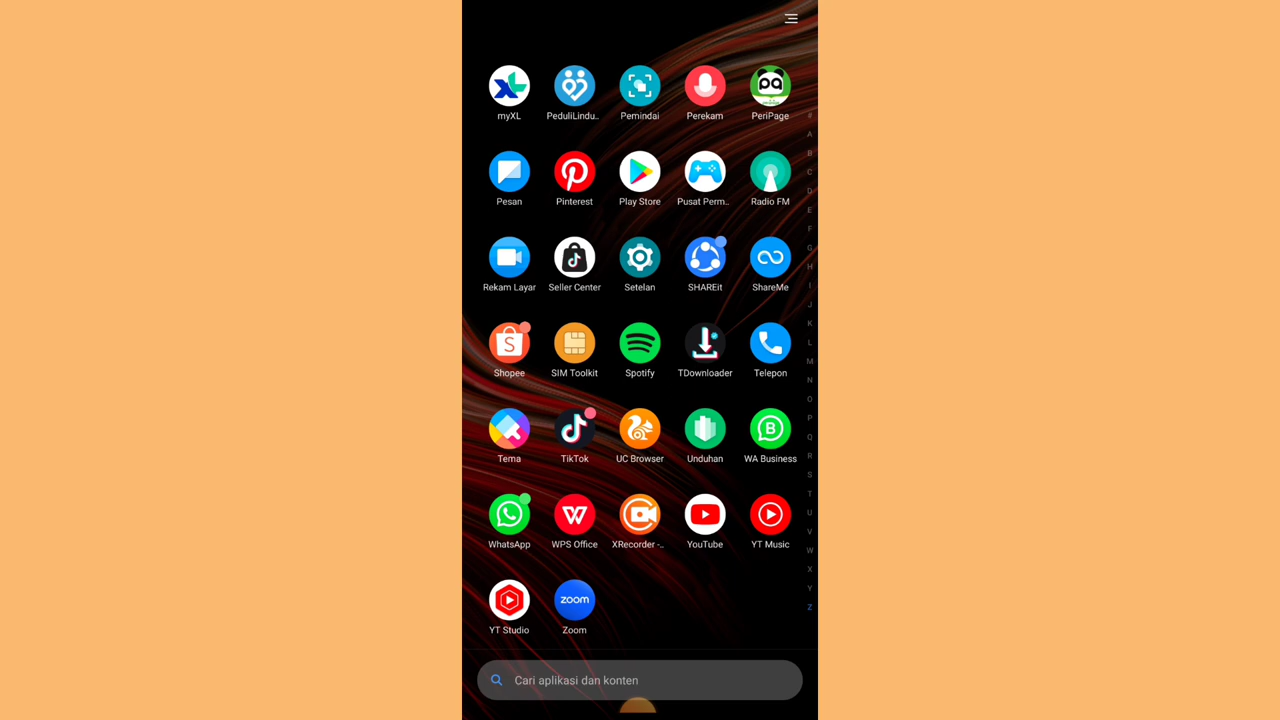 myXL
PeduliLindu..
Pemindai
Perekam
PeriPage
Pesan
Pinterest
Play Store
Pusat Perm..
Radio FM
Rekam Layar
Seller Center
Setelan
SHAREit
ShareMe
Shopee
SIM Toolkit
Spotify
TDownloader
Telepon
Tema
TikTok
UC Browser
Unduhan
WA Business
WhatsApp
WPS Office
XRecorder -..
YouTube
YT Music
YT Studio
zoom
Zoom
#
A
B
C
D
E
F
G
H
I
J
K
L
M
N
O
P
Q
R
S
T
U
V
W
X
Y
Z
Cari aplikasi dan konten